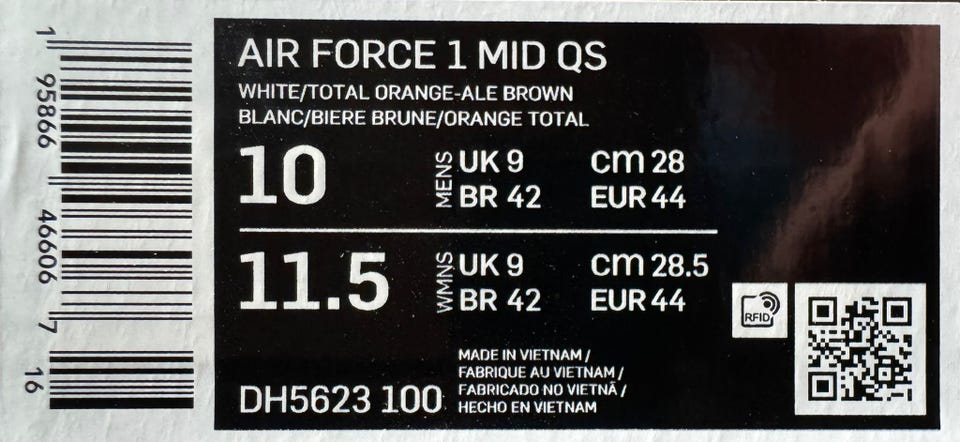 1 95866 46606 7 16
AIR FORCE 1 MID QS
WHITE/TOTAL ORANGE-ALE BROWN
BLANC/BIERE BRUNE/ORANGE TOTAL
10 MENS UK 9 cm 28
BR 42 EUR 44
11.5 WMNS UK 9 cm 28.5
BR 42 EUR 44
RFID
MADE IN VIETNAM /
FABRIQUE AU VIETNAM /
FABRICADO NO VIETNÃ /
HECHO EN VIETNAM
DH5623 100